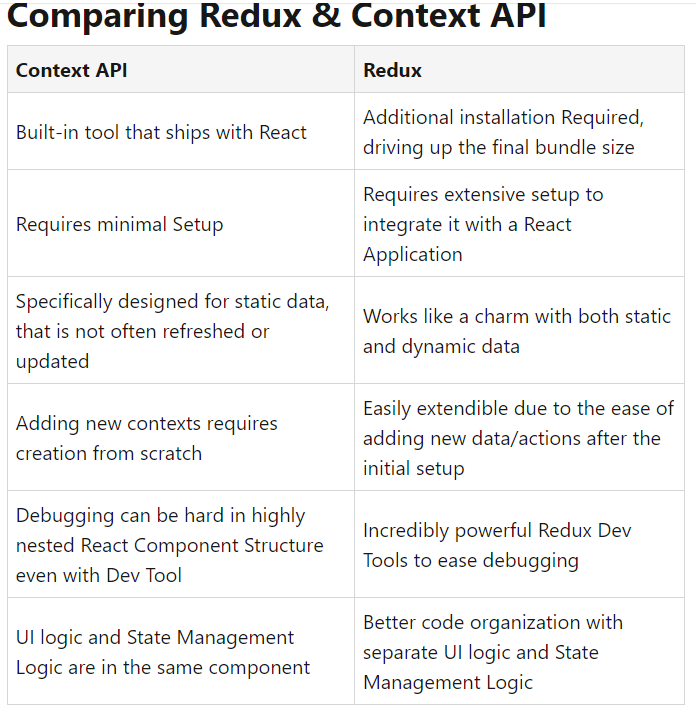 Comparing Redux & Context API
Context API
Redux
Built-in tool that ships with React
Additional installation Required,
driving up the final bundle size
Requires minimal Setup
Requires extensive setup to
integrate it with a React
Application
Specifically designed for static data,
that is not often refreshed or
updated
Works like a charm with both static
and dynamic data
Adding new contexts requires
creation from scratch
Easily extendible due to the ease of
adding new data/actions after the
initial setup
Debugging can be hard in highly
nested React Component Structure
even with Dev Tool
Incredibly powerful Redux Dev
Tools to ease debugging
UI logic and State Management
Logic are in the same component
Better code organization with
separate UI logic and State
Management Logic